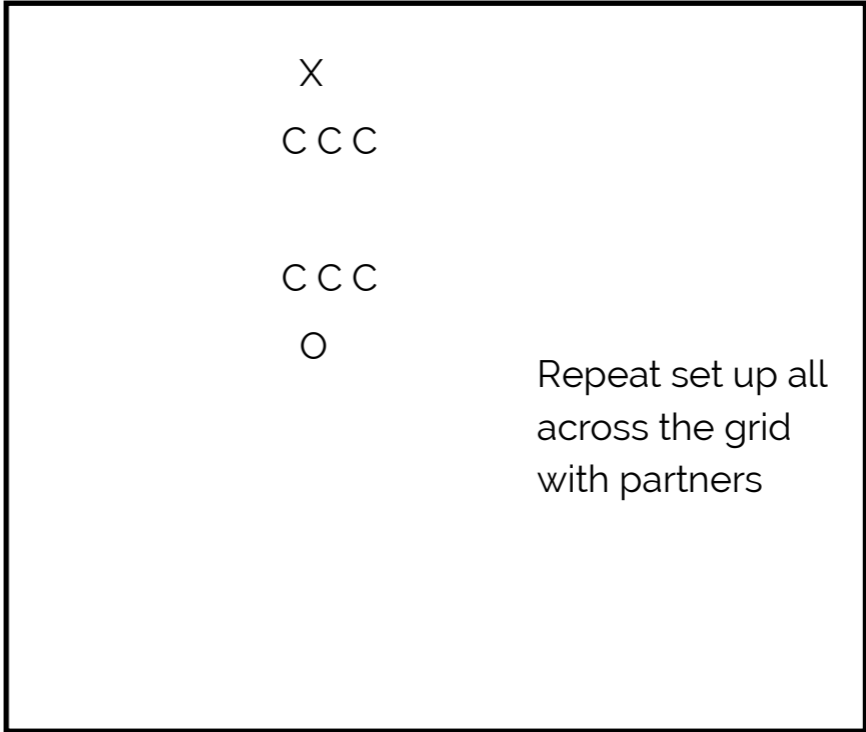 X
C C C
C C C
O
Repeat set up all
across the grid
with partners